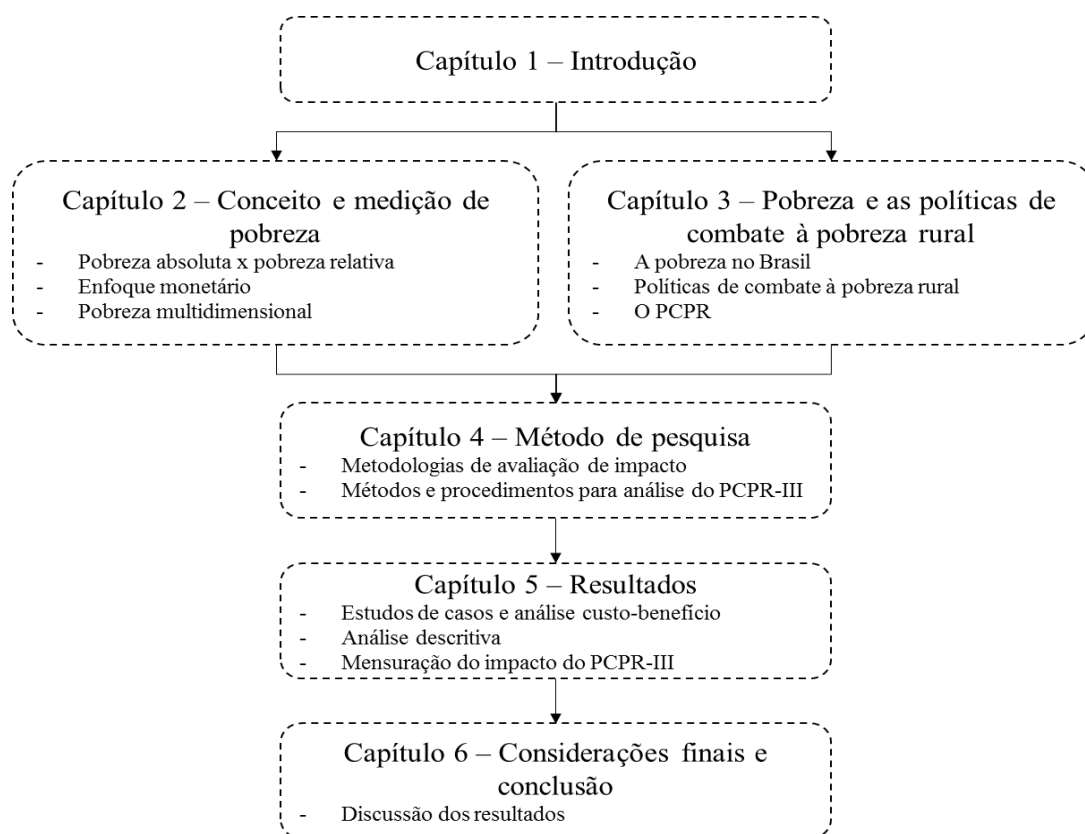 Capítulo 1 – Introdução
Capítulo 2 – Conceito e medição de
pobreza
- Pobreza absoluta x pobreza relativa
- Enfoque monetário
- Pobreza multidimensional
Capítulo 3 – Pobreza e as políticas de
combate à pobreza rural
- A pobreza no Brasil
- Políticas de combate à pobreza rural
- O PCPR
Capítulo 4 – Método de pesquisa
- Metodologias de avaliação de impacto
- Métodos e procedimentos para análise do PCPR-III
Capítulo 5 – Resultados
- Estudos de casos e análise custo-benefício
- Análise descritiva
- Mensuração do impacto do PCPR-III
Capítulo 6 – Considerações finais e
conclusão
- Discussão dos resultados